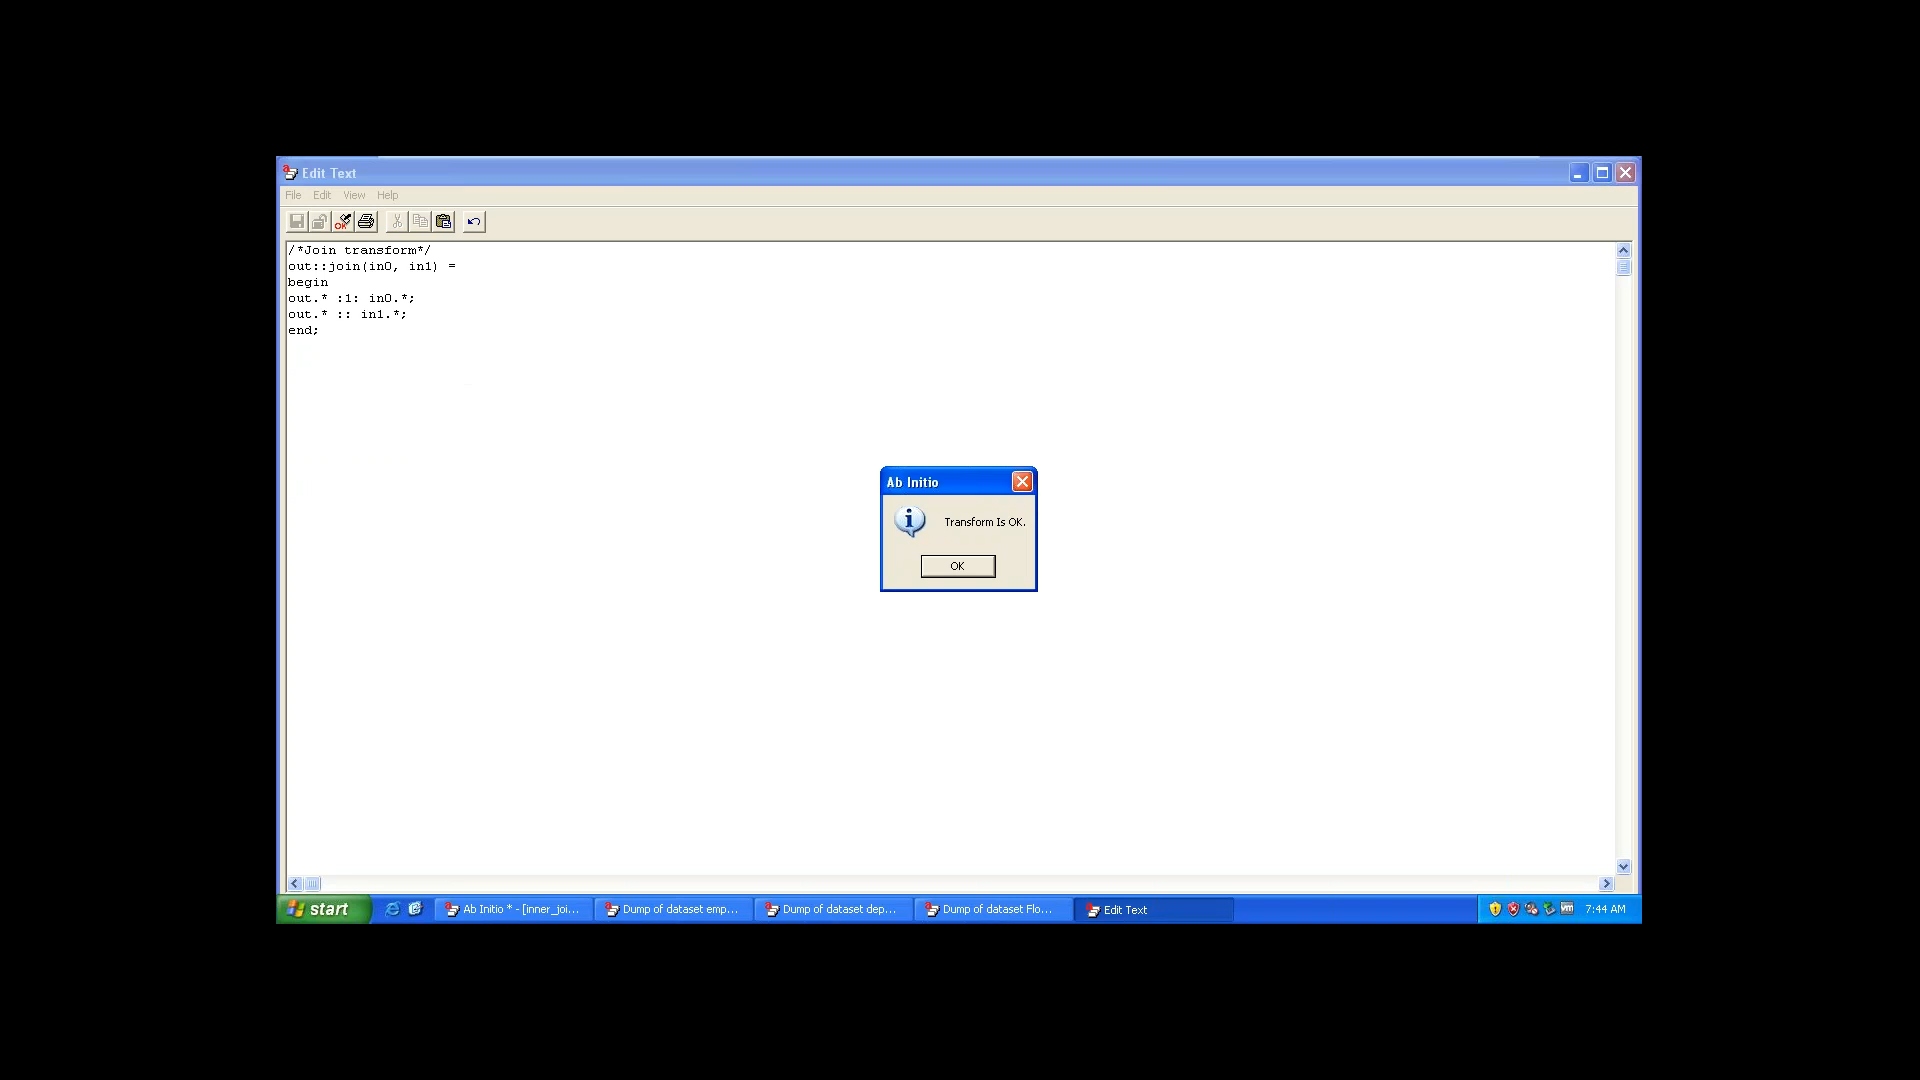 Edit Text
File Edit View Help
OK
/*Join transform*/
out::join(in0, in1) =
begin
out.* :1: in0.*;
out.* :: in1.*;
end;
Ab Initio
Transform Is OK.
OK
start
Ab Initio * - [inner_joi...
Dump of dataset emp...
Dump of dataset dep...
Dump of dataset Flo...
Edit Text
7:44 AM